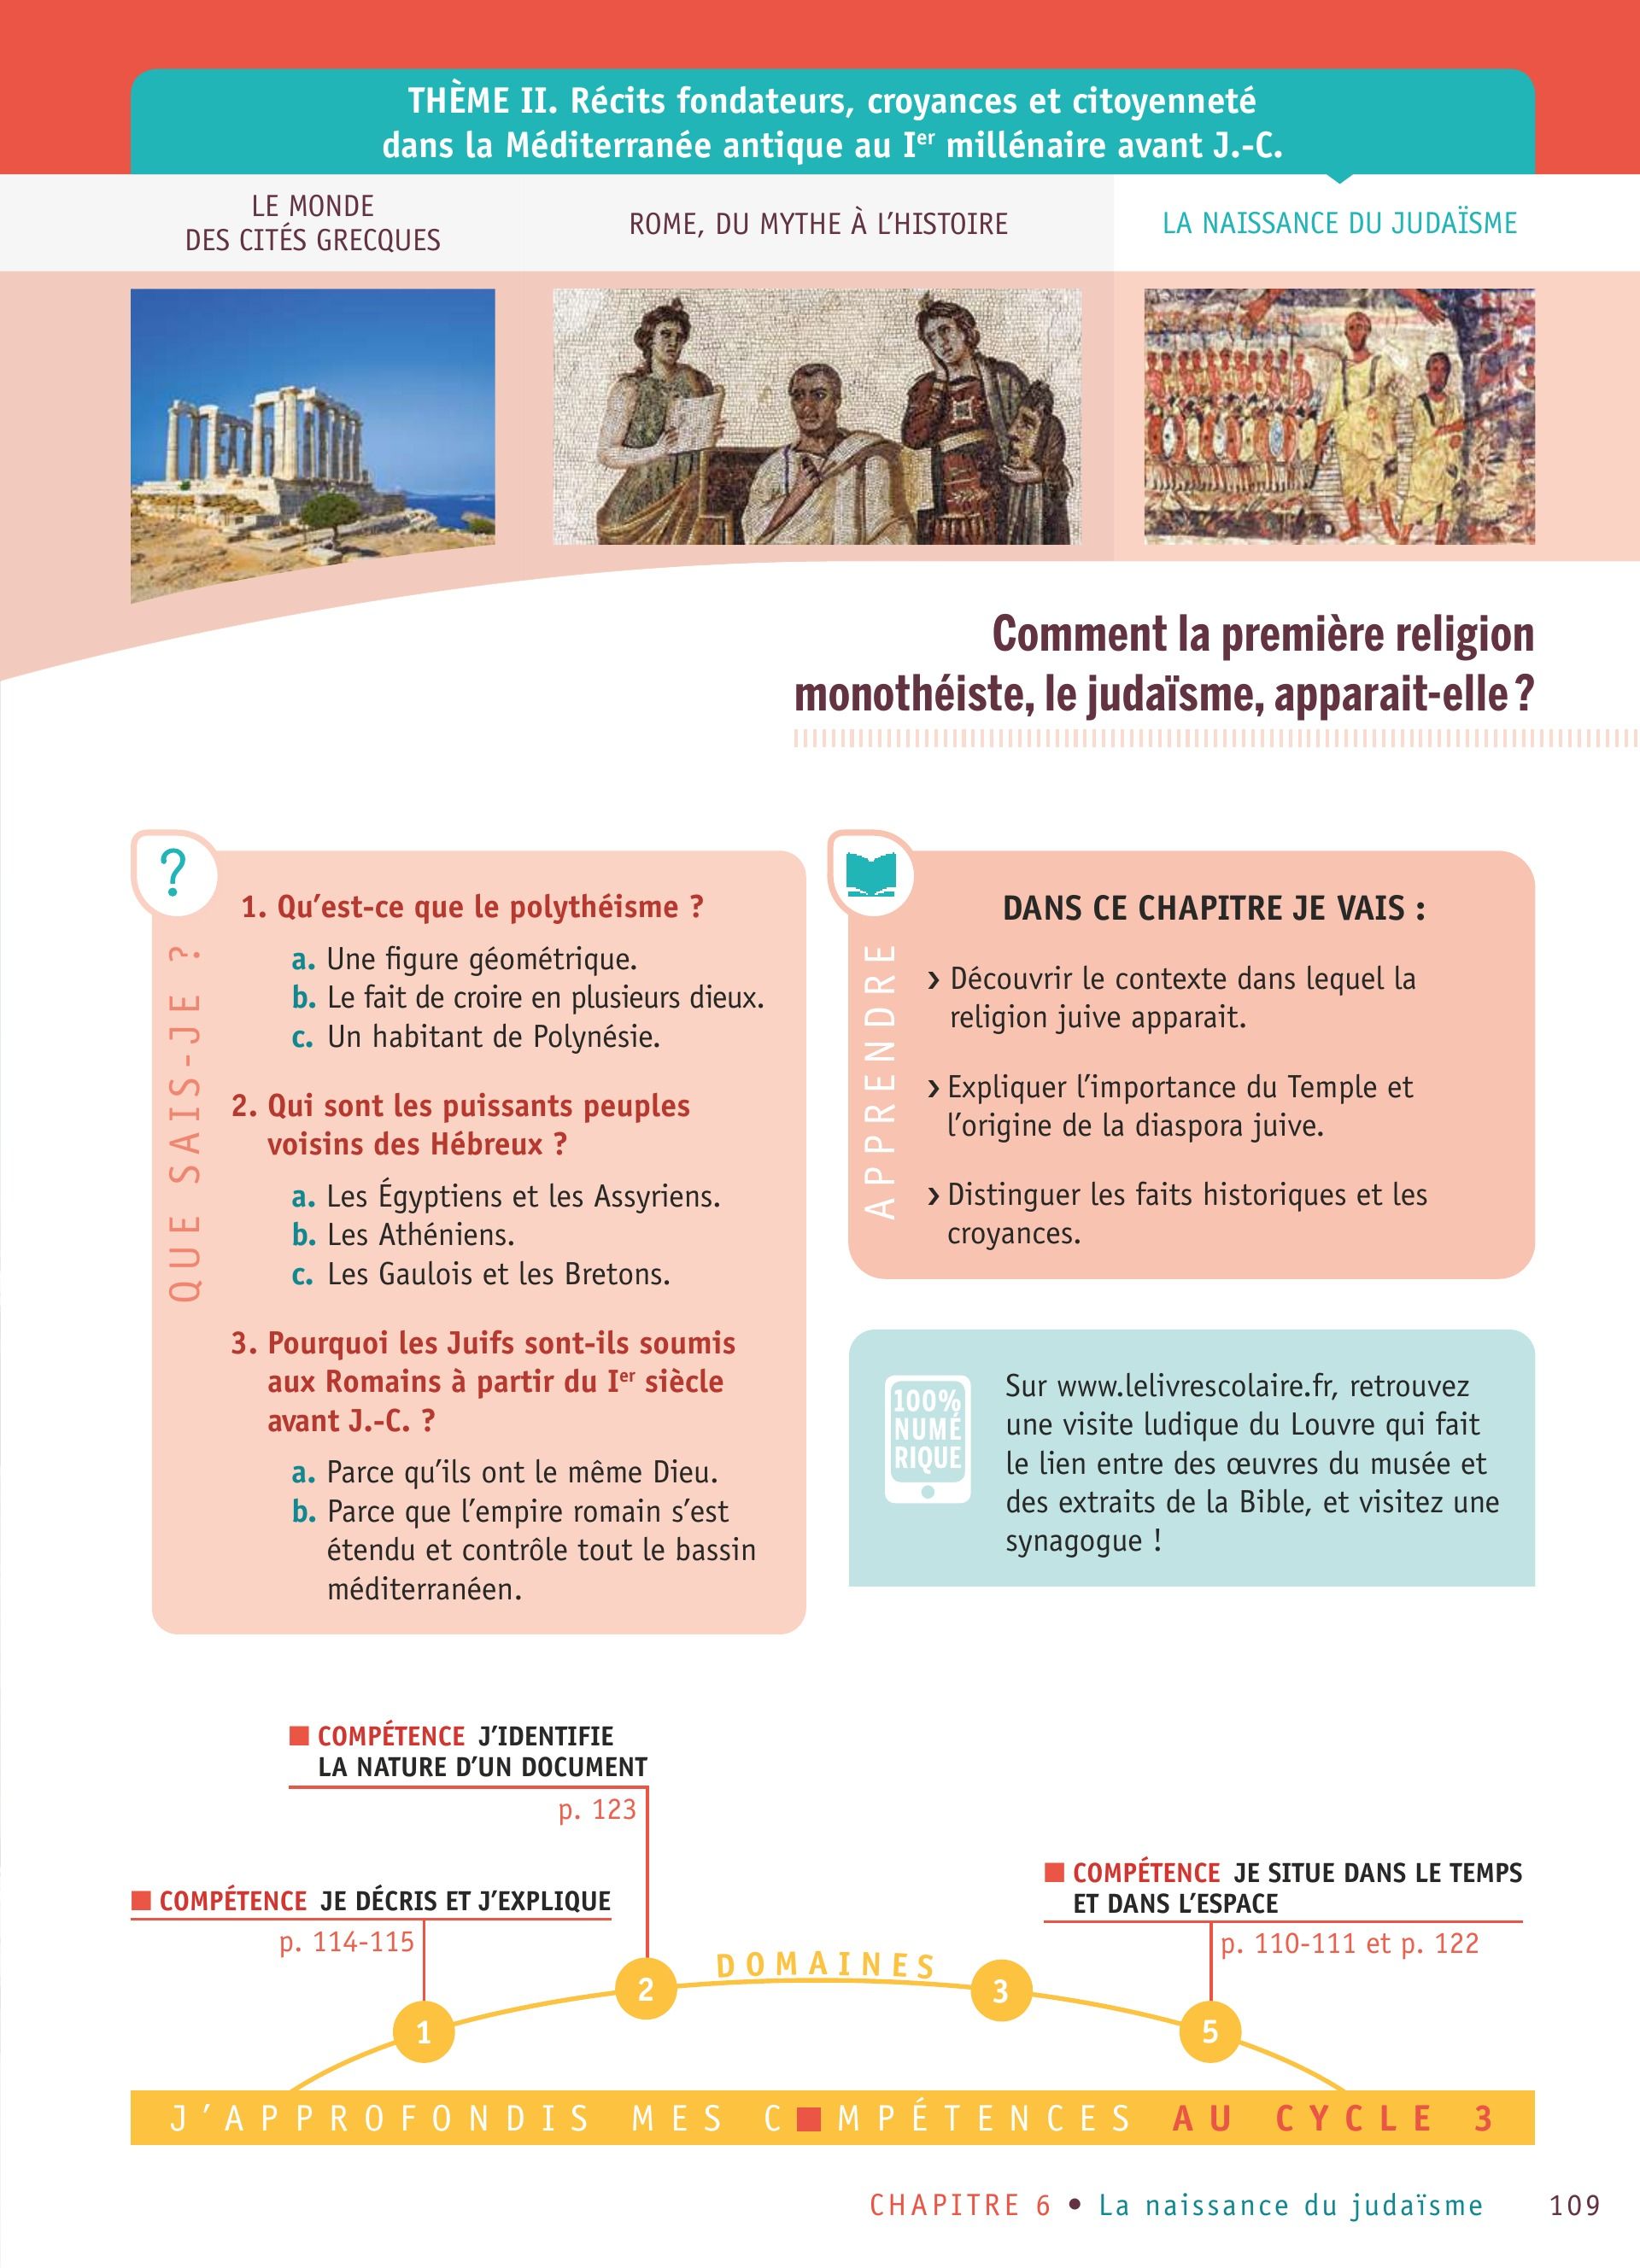 THÈME II. Récits fondateurs, croyances et citoyenneté
dans la Méditerranée antique au Ier millénaire avant J.-C.
LE MONDE
DES CITÉS GRECQUES
ROME, DU MYTHE À L’HISTOIRE
LA NAISSANCE DU JUDAÏSME
Comment la première religion
monothéiste, le judaïsme, apparait-elle ?
?
QUE SAIS-JE ?
1. Qu’est-ce que le polythéisme ?
a. Une figure géométrique.
b. Le fait de croire en plusieurs dieux.
c. Un habitant de Polynésie.
2. Qui sont les puissants peuples
voisins des Hébreux ?
a. Les Égyptiens et les Assyriens.
b. Les Athéniens.
c. Les Gaulois et les Bretons.
3. Pourquoi les Juifs sont-ils soumis
aux Romains à partir du Ier siècle
avant J.-C. ?
a. Parce qu’ils ont le même Dieu.
b. Parce que l’empire romain s’est
étendu et contrôle tout le bassin
méditerranéen.
APPRENDRE
DANS CE CHAPITRE JE VAIS :
› Découvrir le contexte dans lequel la
religion juive apparait.
› Expliquer l’importance du Temple et
l’origine de la diaspora juive.
› Distinguer les faits historiques et les
croyances.
100%
NUMÉ
RIQUE
Sur www.lelivrescolaire.fr, retrouvez
une visite ludique du Louvre qui fait
le lien entre des œuvres du musée et
des extraits de la Bible, et visitez une
synagogue !
COMPÉTENCE J’IDENTIFIE
LA NATURE D’UN DOCUMENT
p. 123
COMPÉTENCE JE DÉCRIS ET J’EXPLIQUE
p. 114-115
COMPÉTENCE JE SITUE DANS LE TEMPS
ET DANS L’ESPACE
p. 110-111 et p. 122
DOMAINES
1
2
3
5
J’APPROFONDIS MES C■MPÉTENCES AU CYCLE 3
CHAPITRE 6 • La naissance du judaïsme 109